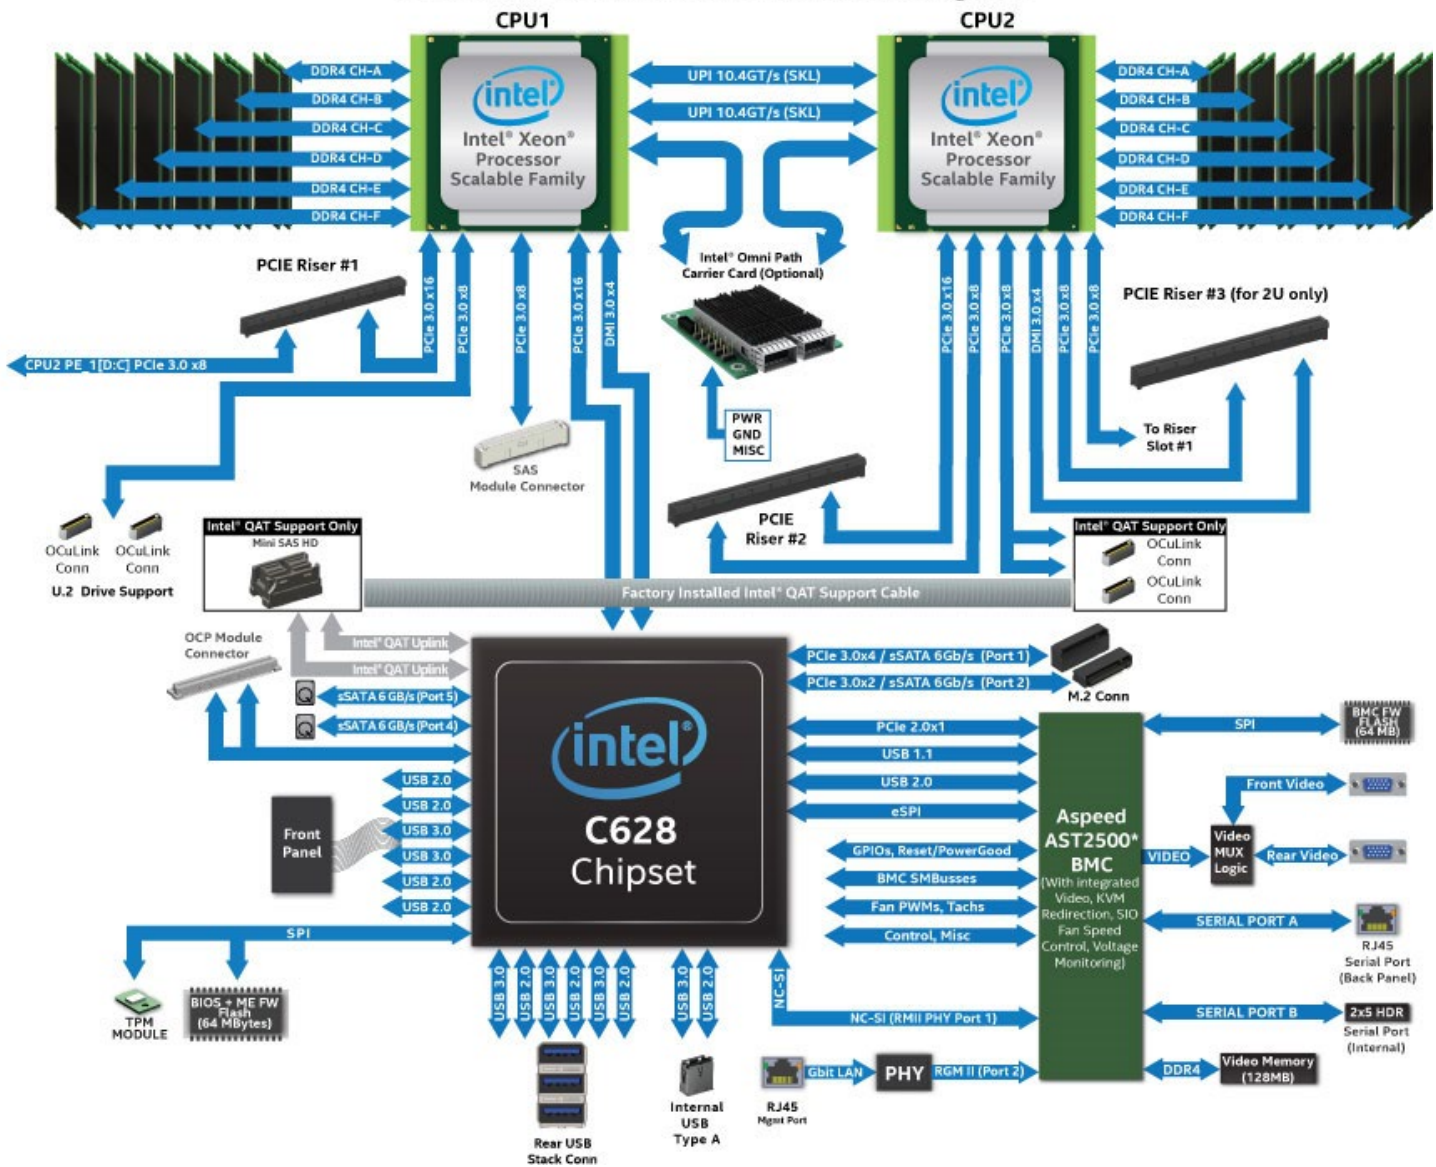 CPU1
CPU2
DDR4 CH-A
DDR4 CH-B
DDR4 CH-C
DDR4 CH-D
DDR4 CH-E
DDR4 CH-F
intel®
Intel® Xeon®
Processor
Scalable Family
UPI 10.4GT/s (SKL)
UPI 10.4GT/s (SKL)
intel®
Intel® Xeon®
Processor
Scalable Family
DDR4 CH-A
DDR4 CH-B
DDR4 CH-C
DDR4 CH-D
DDR4 CH-E
DDR4 CH-F
PCIE Riser #1
CPU2 PE_1[D:C] PCIe 3.0 x8
PCIe 3.0 x16
PCIe 3.0 x8
PCIe 3.0 x8
PCIe 3.0 x16
DMI 3.0 x4
Intel® Omni Path
Carrier Card (Optional)
PWR
GND
MISC
PCIe 3.0 x16
PCIe 3.0 x8
PCIe 3.0 x8
DMI 3.0 x4
PCIe 3.0 x8
PCIe 3.0 x8
PCIE Riser #3 (for 2U only)
To Riser
Slot #1
SAS
Module Connector
PCIE
Riser #2
OCuLink
Conn
OCuLink
Conn
U.2 Drive Support
Intel® QAT Support Only
Mini SAS HD
Intel® QAT Support Only
OCuLink
Conn
OCuLink
Conn
Factory Installed Intel® QAT Support Cable
OCP Module
Connector
Intel® QAT Uplink
Intel® QAT Uplink
sSATA 6 GB/s (Port 5)
sSATA 6 GB/s (Port 4)
USB 2.0
USB 2.0
USB 3.0
USB 3.0
USB 2.0
USB 2.0
Front
Panel
SPI
TPM
MODULE
BIOS + ME FW
Flash
(64 MBytes)
intel®
C628
Chipset
PCIe 3.0x4 / sSATA 6Gb/s (Port 1)
PCIe 3.0x2 / sSATA 6Gb/s (Port 2)
M.2 Conn
PCIe 2.0x1
USB 1.1
USB 2.0
eSPI
GPIOs, Reset/PowerGood
BMC SMBusses
Fan PWMs, Tachs
Control, Misc
Aspeed
AST2500*
BMC
(With integrated
Video, KVM
Redirection, SIO
Fan Speed
Control, Voltage
Monitoring)
SPI
BMC FW
FLASH
(64 MB)
Front Video
VIDEO
Video
MUX
Logic
Rear Video
SERIAL PORT A
RJ45
Serial Port
(Back Panel)
SERIAL PORT B
2x5 HDR
Serial Port
(Internal)
DDR4
Video Memory
(128MB)
USB 3.0
USB 2.0
USB 3.0
USB 2.0
USB 3.0
USB 2.0
Rear USB
Stack Conn
USB 3.0
USB 2.0
Internal
USB
Type A
NC-SI
NC-SI (RMII PHY Port 1)
RJ45
Mgmt Port
Gbit LAN
PHY
RGM II (Port 2)